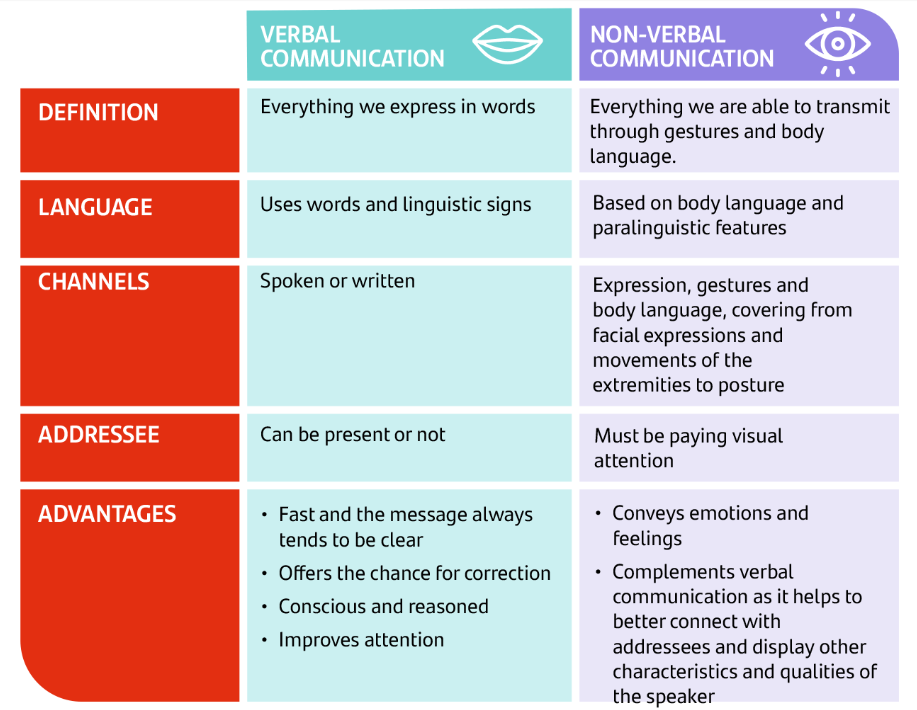 VERBAL
COMMUNICATION
NON-VERBAL
COMMUNICATION
DEFINITION
Everything we express in words
Everything we are able to transmit
through gestures and body
language.
LANGUAGE
Uses words and linguistic signs
Based on body language and
paralinguistic features
CHANNELS
Spoken or written
Expression, gestures and
body language, covering from
facial expressions and
movements of the
extremities to posture
ADDRESSEE
Can be present or not
Must be paying visual
attention
ADVANTAGES
• Fast and the message always
tends to be clear
• Offers the chance for correction
• Conscious and reasoned
• Improves attention
• Conveys emotions and
feelings
• Complements verbal
communication as it helps to
better connect with
addressees and display other
characteristics and qualities of
the speaker